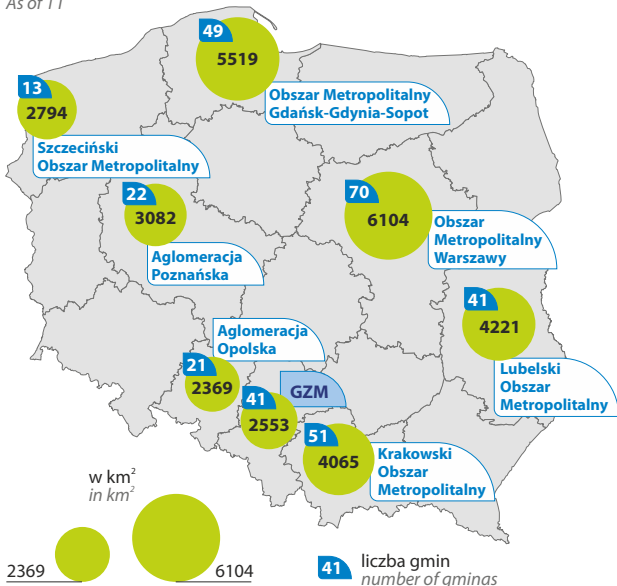 As of 11
49
5519
Obszar Metropolitalny
Gdańsk-Gdynia-Sopot
13
2794
Szczeciński
Obszar Metropolitalny
22
3082
Aglomeracja
Poznańska
70
6104
Obszar
Metropolitalny
Warszawy
41
4221
Lubelski
Obszar
Metropolitalny
Aglomeracja
Opolska
21
2369
GZM
41
2553
51
4065
Krakowski
Obszar
Metropolitalny
w km²
in km²
2369
6104
41
liczba gmin
number of gminas